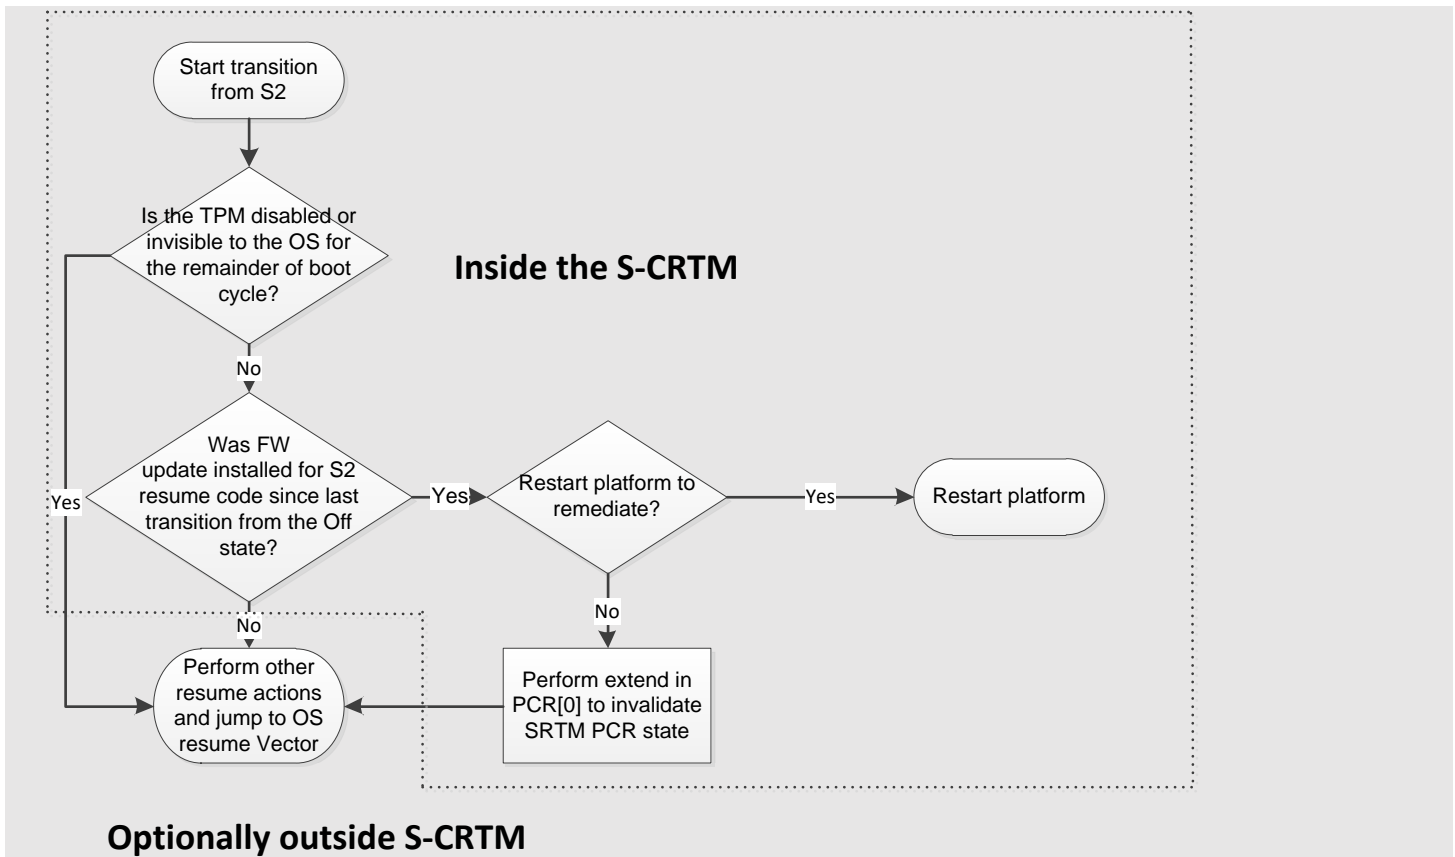 Start transition
from S2
Is the TPM disabled or
invisible to the OS for
the remainder of boot
cycle?
Inside the S-CRTM
No
Was FW
update installed for S2
resume code since last
transition from the Off
state?
Yes
Yes
Restart platform to
remediate?
Yes
Restart platform
No
No
Perform other
resume actions
and jump to OS
resume Vector
Perform extend in
PCR[0] to invalidate
SRTM PCR state
Optionally outside S-CRTM